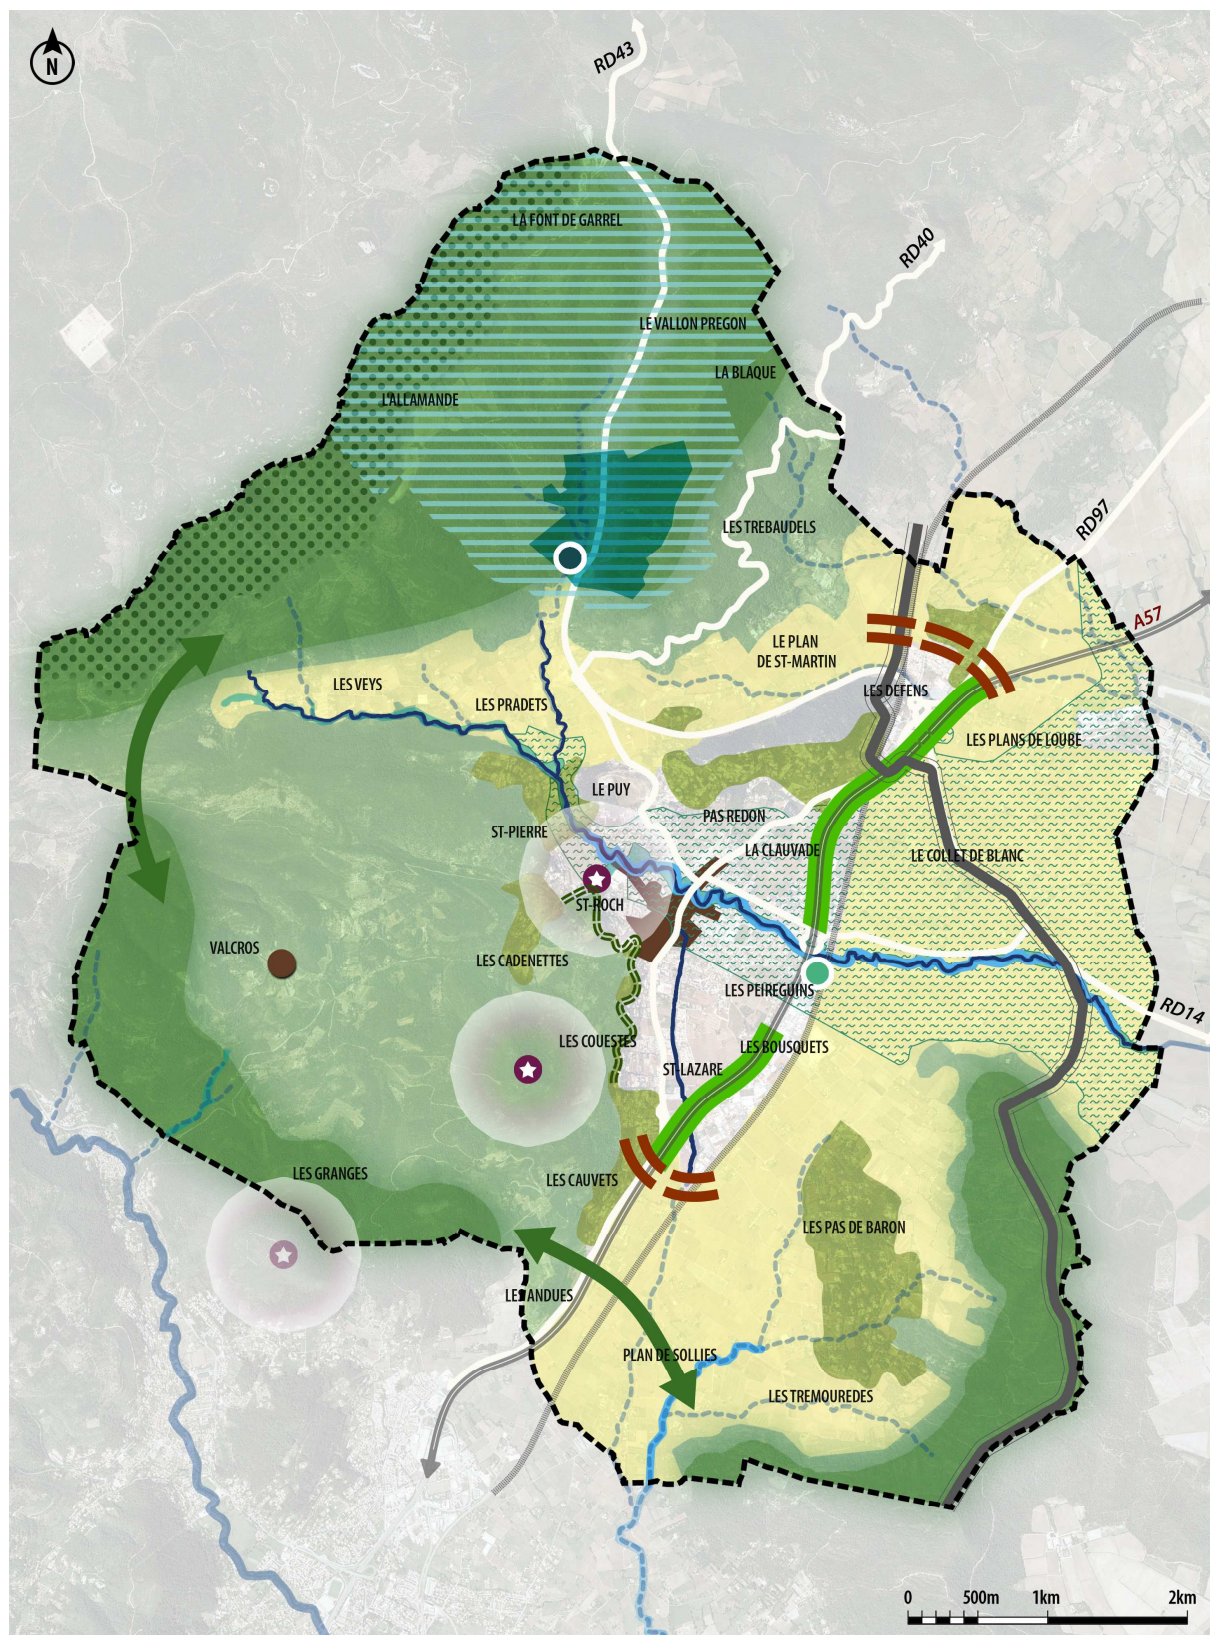 RD43
N
LA FONT DE GARREL
RD40
LE VALLON PREGON
LA BLAQUE
L'ALLAMANDE
RD97
LES TREBAUDELS
A57
LE PLAN
DE ST-MARTIN
LES VEYS
LES DEFENS
LES PRADETS
LES PLANS DE LOUBE
LE PUY
PAS REDON
ST-PIERRE
LA CLAUVADE
LE COLLET DE BLANC
ST-ROCH
VALCROS
LES CADENETTES
LES PEIREGUINS
RD14
LES COUESTES
LES BOUSQUETS
ST-LAZARE
LES GRANGES
LES CAUVETS
LES PAS DE BARON
LES ANDUES
PLAN DE SOLLIES
LES TREMOUREDES
0 500m 1km 2km